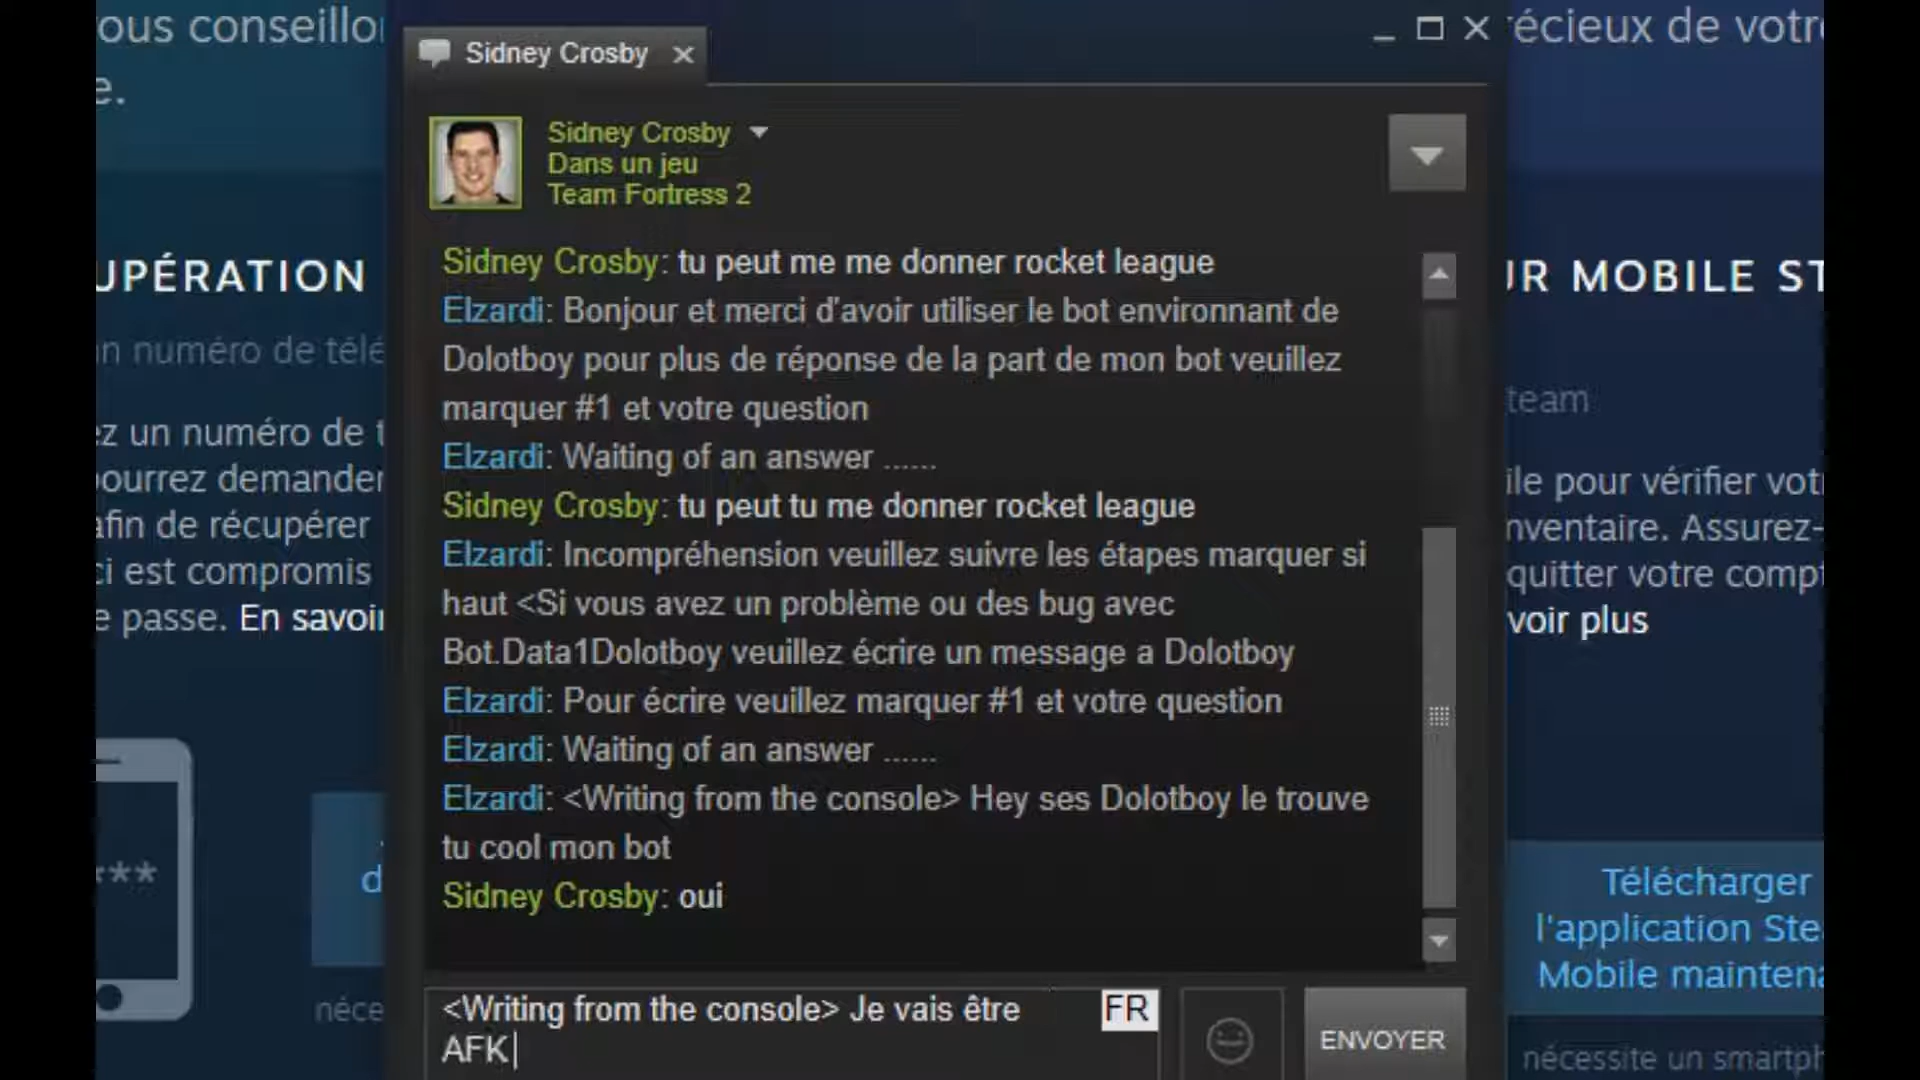 ous conseillo
e.
récieux de votr
Sidney Crosby
Sidney Crosby
Dans un jeu
Team Fortress 2
UPÉRATION
n numéro de télé
z un numéro de t
ourrez demander
afin de récupérer
ci est compromis
e passe. En savoir
***
d
néce
Sidney Crosby: tu peut me me donner rocket league
Elzardi: Bonjour et merci d'avoir utiliser le bot environnant de
Dolotboy pour plus de réponse de la part de mon bot veuillez
marquer #1 et votre question
Elzardi: Waiting of an answer ......
Sidney Crosby: tu peut tu me donner rocket league
Elzardi: Incompréhension veuillez suivre les étapes marquer si
haut <Si vous avez un problème ou des bug avec
Bot.Data1Dolotboy veuillez écrire un message a Dolotboy
Elzardi: Pour écrire veuillez marquer #1 et votre question
Elzardi: Waiting of an answer ......
Elzardi: <Writing from the console> Hey ses Dolotboy le trouve
tu cool mon bot
Sidney Crosby: oui
<Writing from the console> Je vais être
AFK
FR
ENVOYER
UR MOBILE ST
team
ile pour vérifier vot
nventaire. Assurez-
quitter votre compt
voir plus
Télécharger
l'application Ste
Mobile mainten
nécessite un smartph